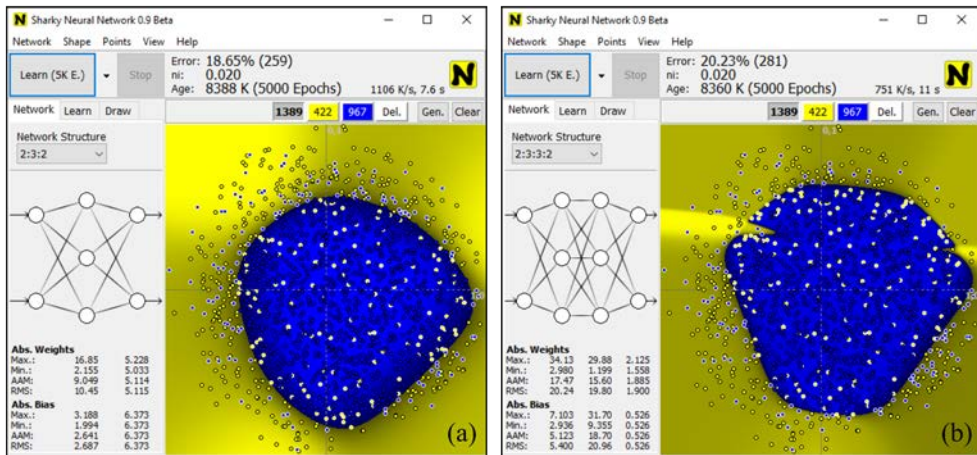 Sharky Neural Network 0.9 Beta
Network Shape Points View Help
Learn (5K E.)
Stop
Error: 18.65% (259)
ni: 0.020
Age: 8388 K (5000 Epochs)
1106 K/s, 7.6 s
N
Network Learn Draw
1389 422 967 Del. Gen. Clear
Network Structure
2:3:2
Abs. Weights
Max.: 16.85 5.228
Min.: 2.155 5.033
AAM: 9.049 5.114
RMS: 10.45 5.115
Abs. Bias
Max.: 3.188 6.373
Min.: 1.994 6.373
AAM: 2.641 6.373
RMS: 2.687 6.373
(a)
Sharky Neural Network 0.9 Beta
Network Shape Points View Help
Learn (5K E.)
Stop
Error: 20.23% (281)
ni: 0.020
Age: 8360 K (5000 Epochs)
751 K/s, 11 s
N
Network Learn Draw
1389 422 967 Del. Gen. Clear
Network Structure
2:3:3:2
Abs. Weights
Max.: 34.13 29.88 2.125
Min.: 2.980 1.199 1.558
AAM: 17.47 15.60 1.885
RMS: 20.24 19.80 1.900
Abs. Bias
Max.: 7.103 31.70 0.526
Min.: 2.936 9.355 0.526
AAM: 5.123 18.70 0.526
RMS: 5.400 20.96 0.526
(b)